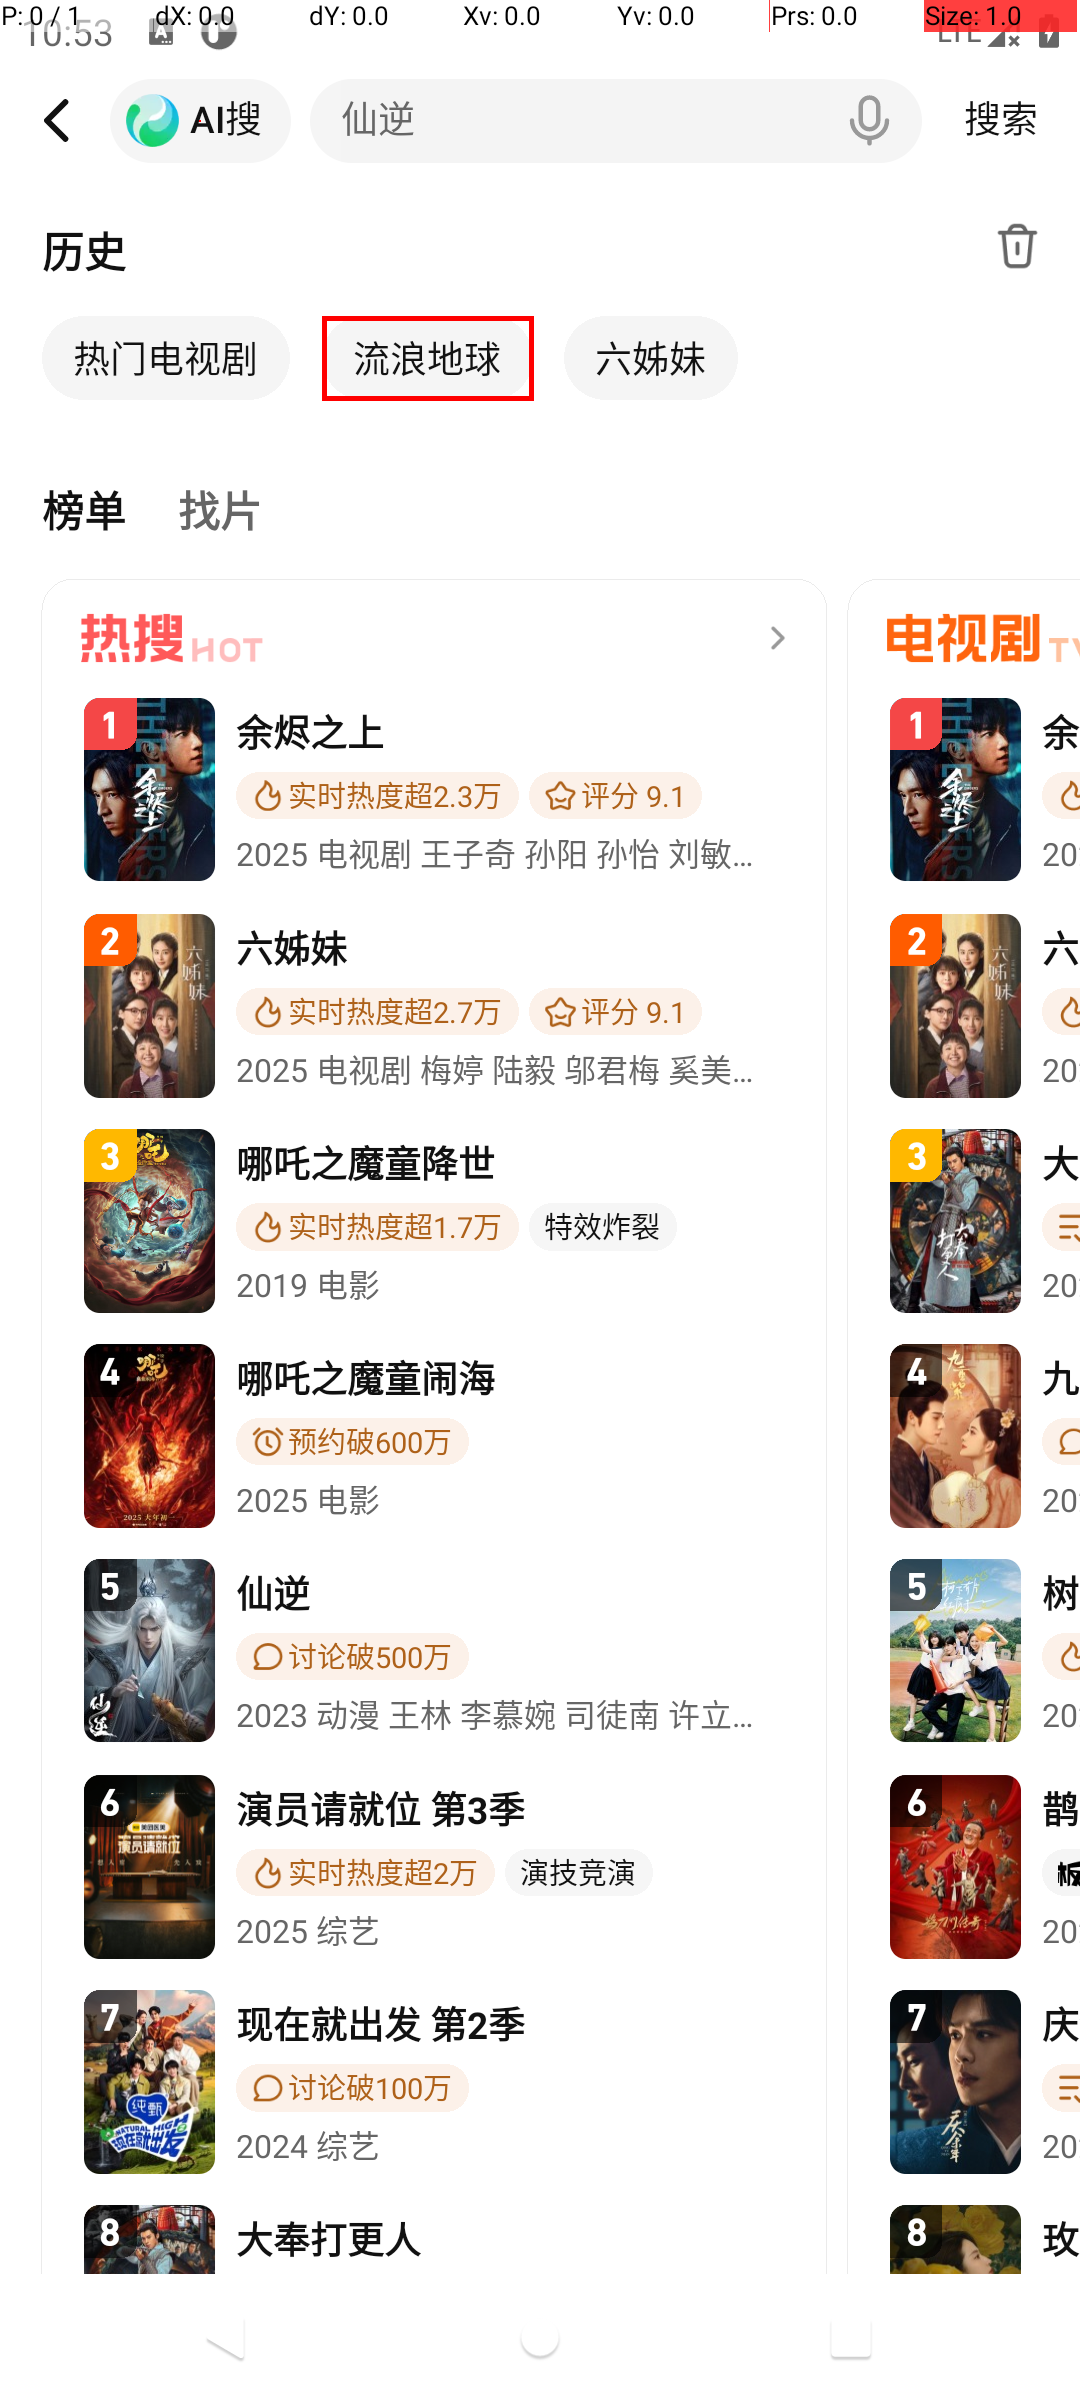 P: 0 / 1 dX: 0.0 dY: 0.0 Xv: 0.0 Yv: 0.0 Prs: 0.0 Size: 1.0
10:53 LTE
AI搜 仙逆 搜索
历史
热门电视剧 流浪地球 六姊妹
榜单 找片
热搜 HOT
电视剧
1 余烬之上
实时热度超2.3万 评分 9.1
2025 电视剧 王子奇 孙阳 孙怡 刘敏...
2 六姊妹
实时热度超2.7万 评分 9.1
2025 电视剧 梅婷 陆毅 邬君梅 奚美...
3 哪吒之魔童降世
实时热度超1.7万 特效炸裂
2019 电影
4 哪吒之魔童闹海
预约破600万
2025 电影
5 仙逆
讨论破500万
2023 动漫 王林 李慕婉 司徒南 许立...
6 演员请就位 第3季
实时热度超2万 演技竞演
2025 综艺
7 现在就出发 第2季
讨论破100万
2024 综艺
8 大奉打更人
1 余
2 六
3 大
4 九
5 树
6 鹊
7 庆
8 玫